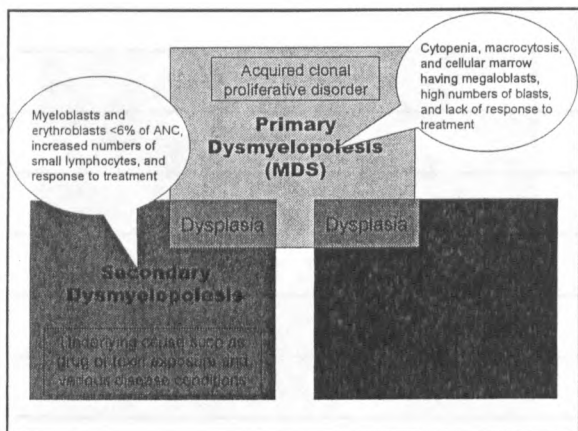 Cytopenia, macrocytosis,
and cellular marrow
having megaloblasts,
high numbers of blasts,
and lack of response to
treatment
Acquired clonal
proliferative disorder
Primary
Dysmyelopoiesis
(MDS)
Myeloblasts and
erythroblasts <6% of ANC,
increased numbers of
small lymphocytes, and
response to treatment
Dysplasia
Dysplasia
Secondary
Dysmyelopoiesis
Underlying cause such as
drug or toxin exposure and
various disease conditions